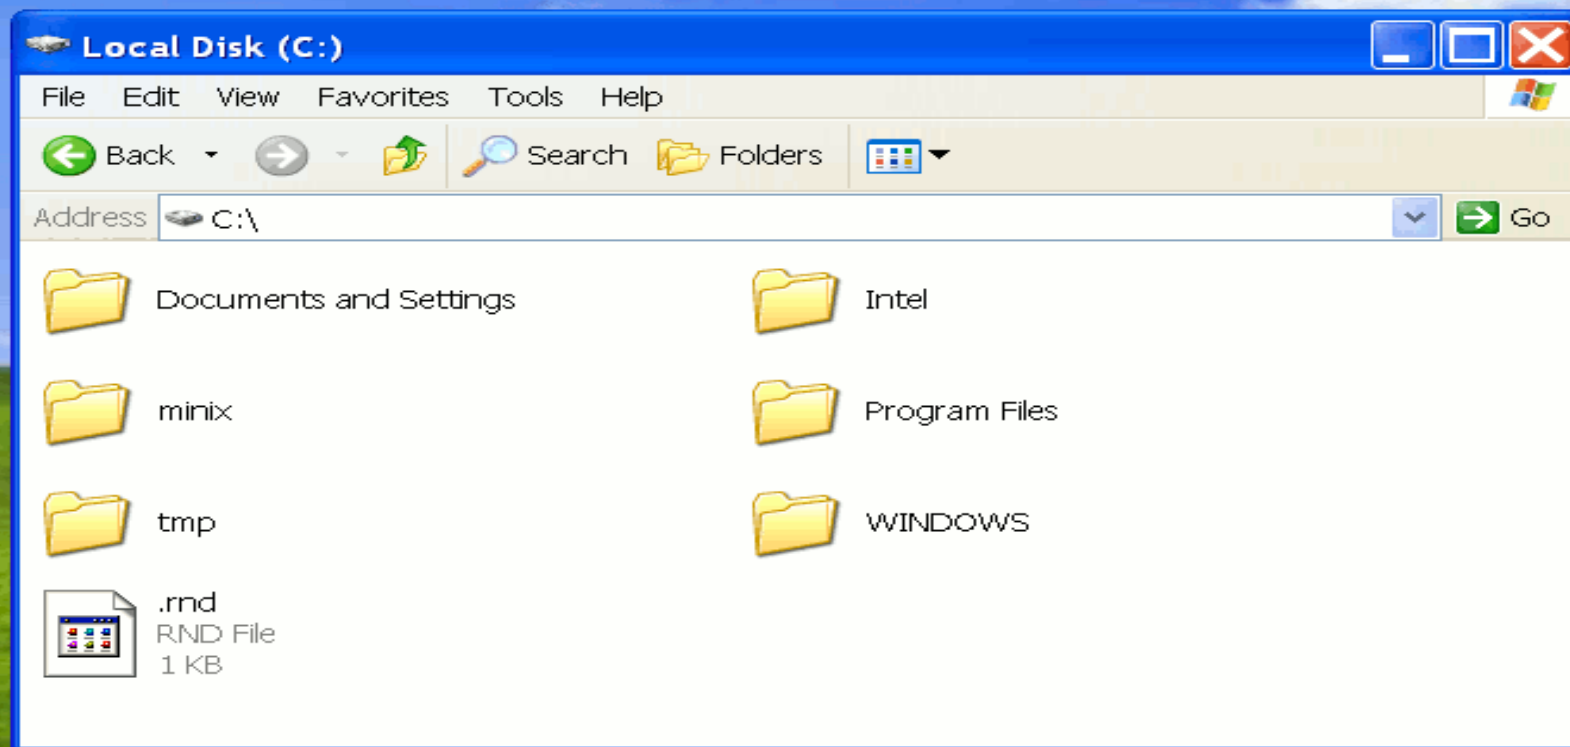 Local Disk (C:)
File Edit View Favorites Tools Help
Back Search Folders
Address C:\ Go
Documents and Settings Intel
minix Program Files
tmp WINDOWS
.rnd
RND File
1 KB